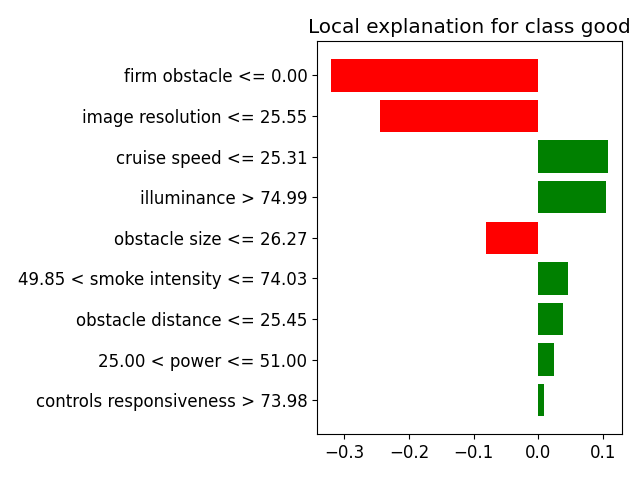 Local explanation for class good
firm obstacle <= 0.00
image resolution <= 25.55
cruise speed <= 25.31
illuminance > 74.99
obstacle size <= 26.27
49.85 < smoke intensity <= 74.03
obstacle distance <= 25.45
25.00 < power <= 51.00
controls responsiveness > 73.98
−0.3 −0.2 −0.1 0.0 0.1